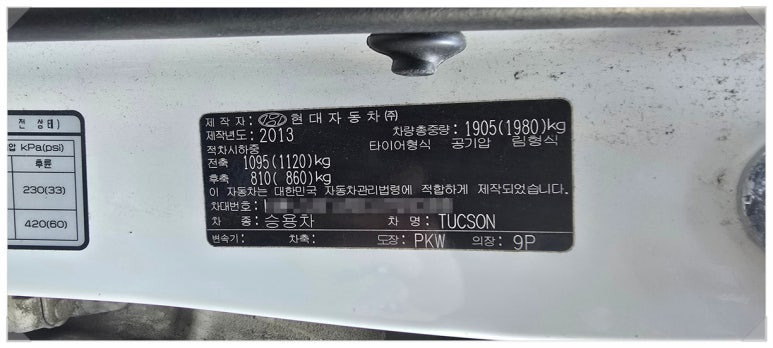 전 상태)
압 kPa(psi)
후륜
230(33)
420(60)
제 작 자 : 현대자동차㈜
제작년도: 2013 차량총중량: 1905(1980)kg
적차시하중 타이어형식 공기압 림형식
전축 1095(1120)kg
후축 810( 860)kg
이 자동차는 대한민국 자동차관리법령에 적합하게 제작되었습니다.
차대번호:
차 종 : 승용차 차 명: TUCSON
변속기: 차축: 도장: PKW 의장: 9P